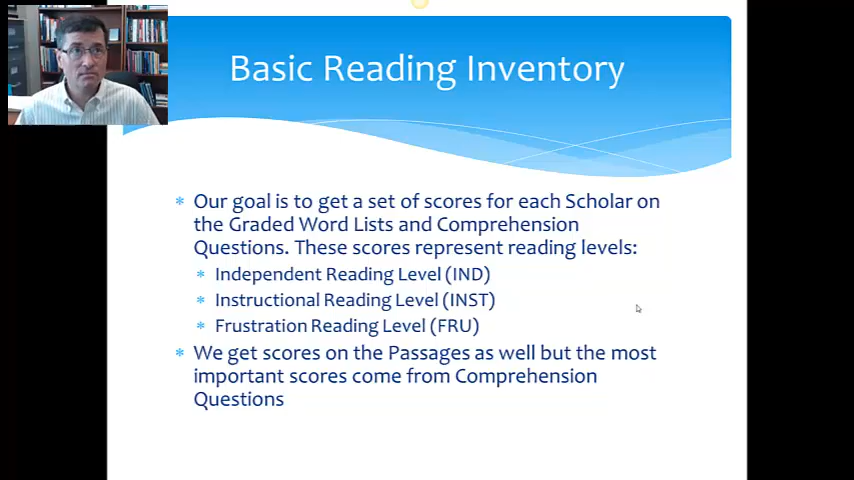 Basic Reading Inventory
Our goal is to get a set of scores for each Scholar on
the Graded Word Lists and Comprehension
Questions. These scores represent reading levels:
Independent Reading Level (IND)
Instructional Reading Level (INST)
Frustration Reading Level (FRU)
We get scores on the Passages as well but the most
important scores come from Comprehension
Questions